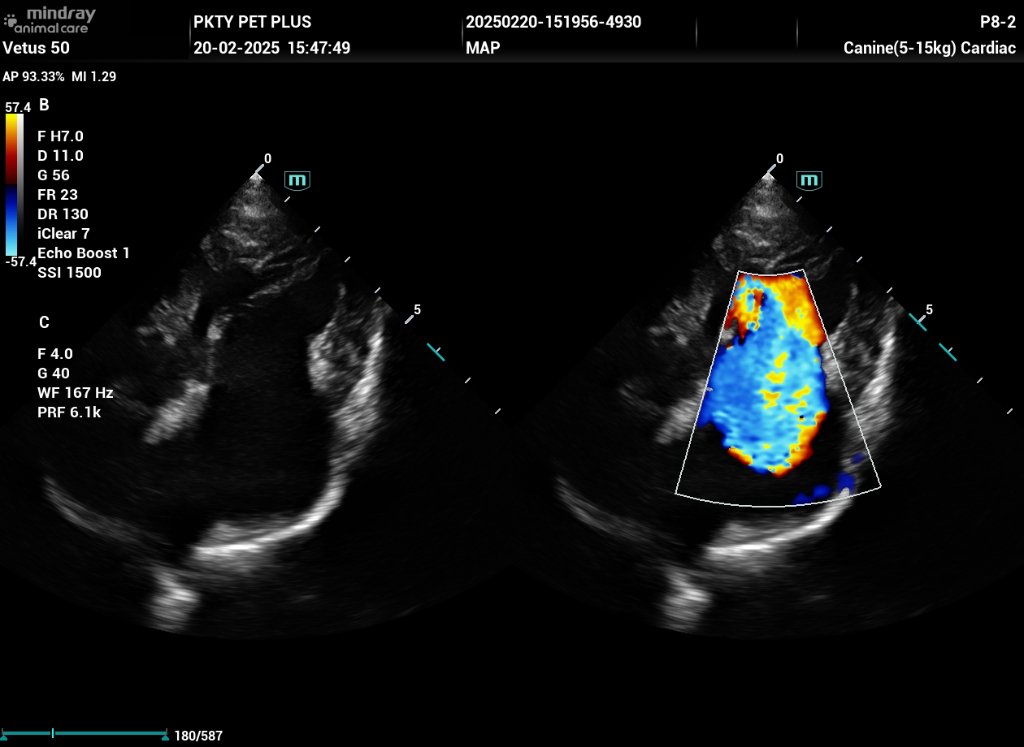 mindray
animal care
PKTY PET PLUS
20250220-151956-4930
P8-2
Vetus 50
20-02-2025 15:47:49
MAP
Canine(5-15kg) Cardiac
AP 93.33% MI 1.29
57.4
B
F H7.0
D 11.0
G 56
FR 23
DR 130
iClear 7
Echo Boost 1
-57.4
SSI 1500
C
F 4.0
G 40
WF 167 Hz
PRF 6.1k
0
m
5
0
m
5
180/587